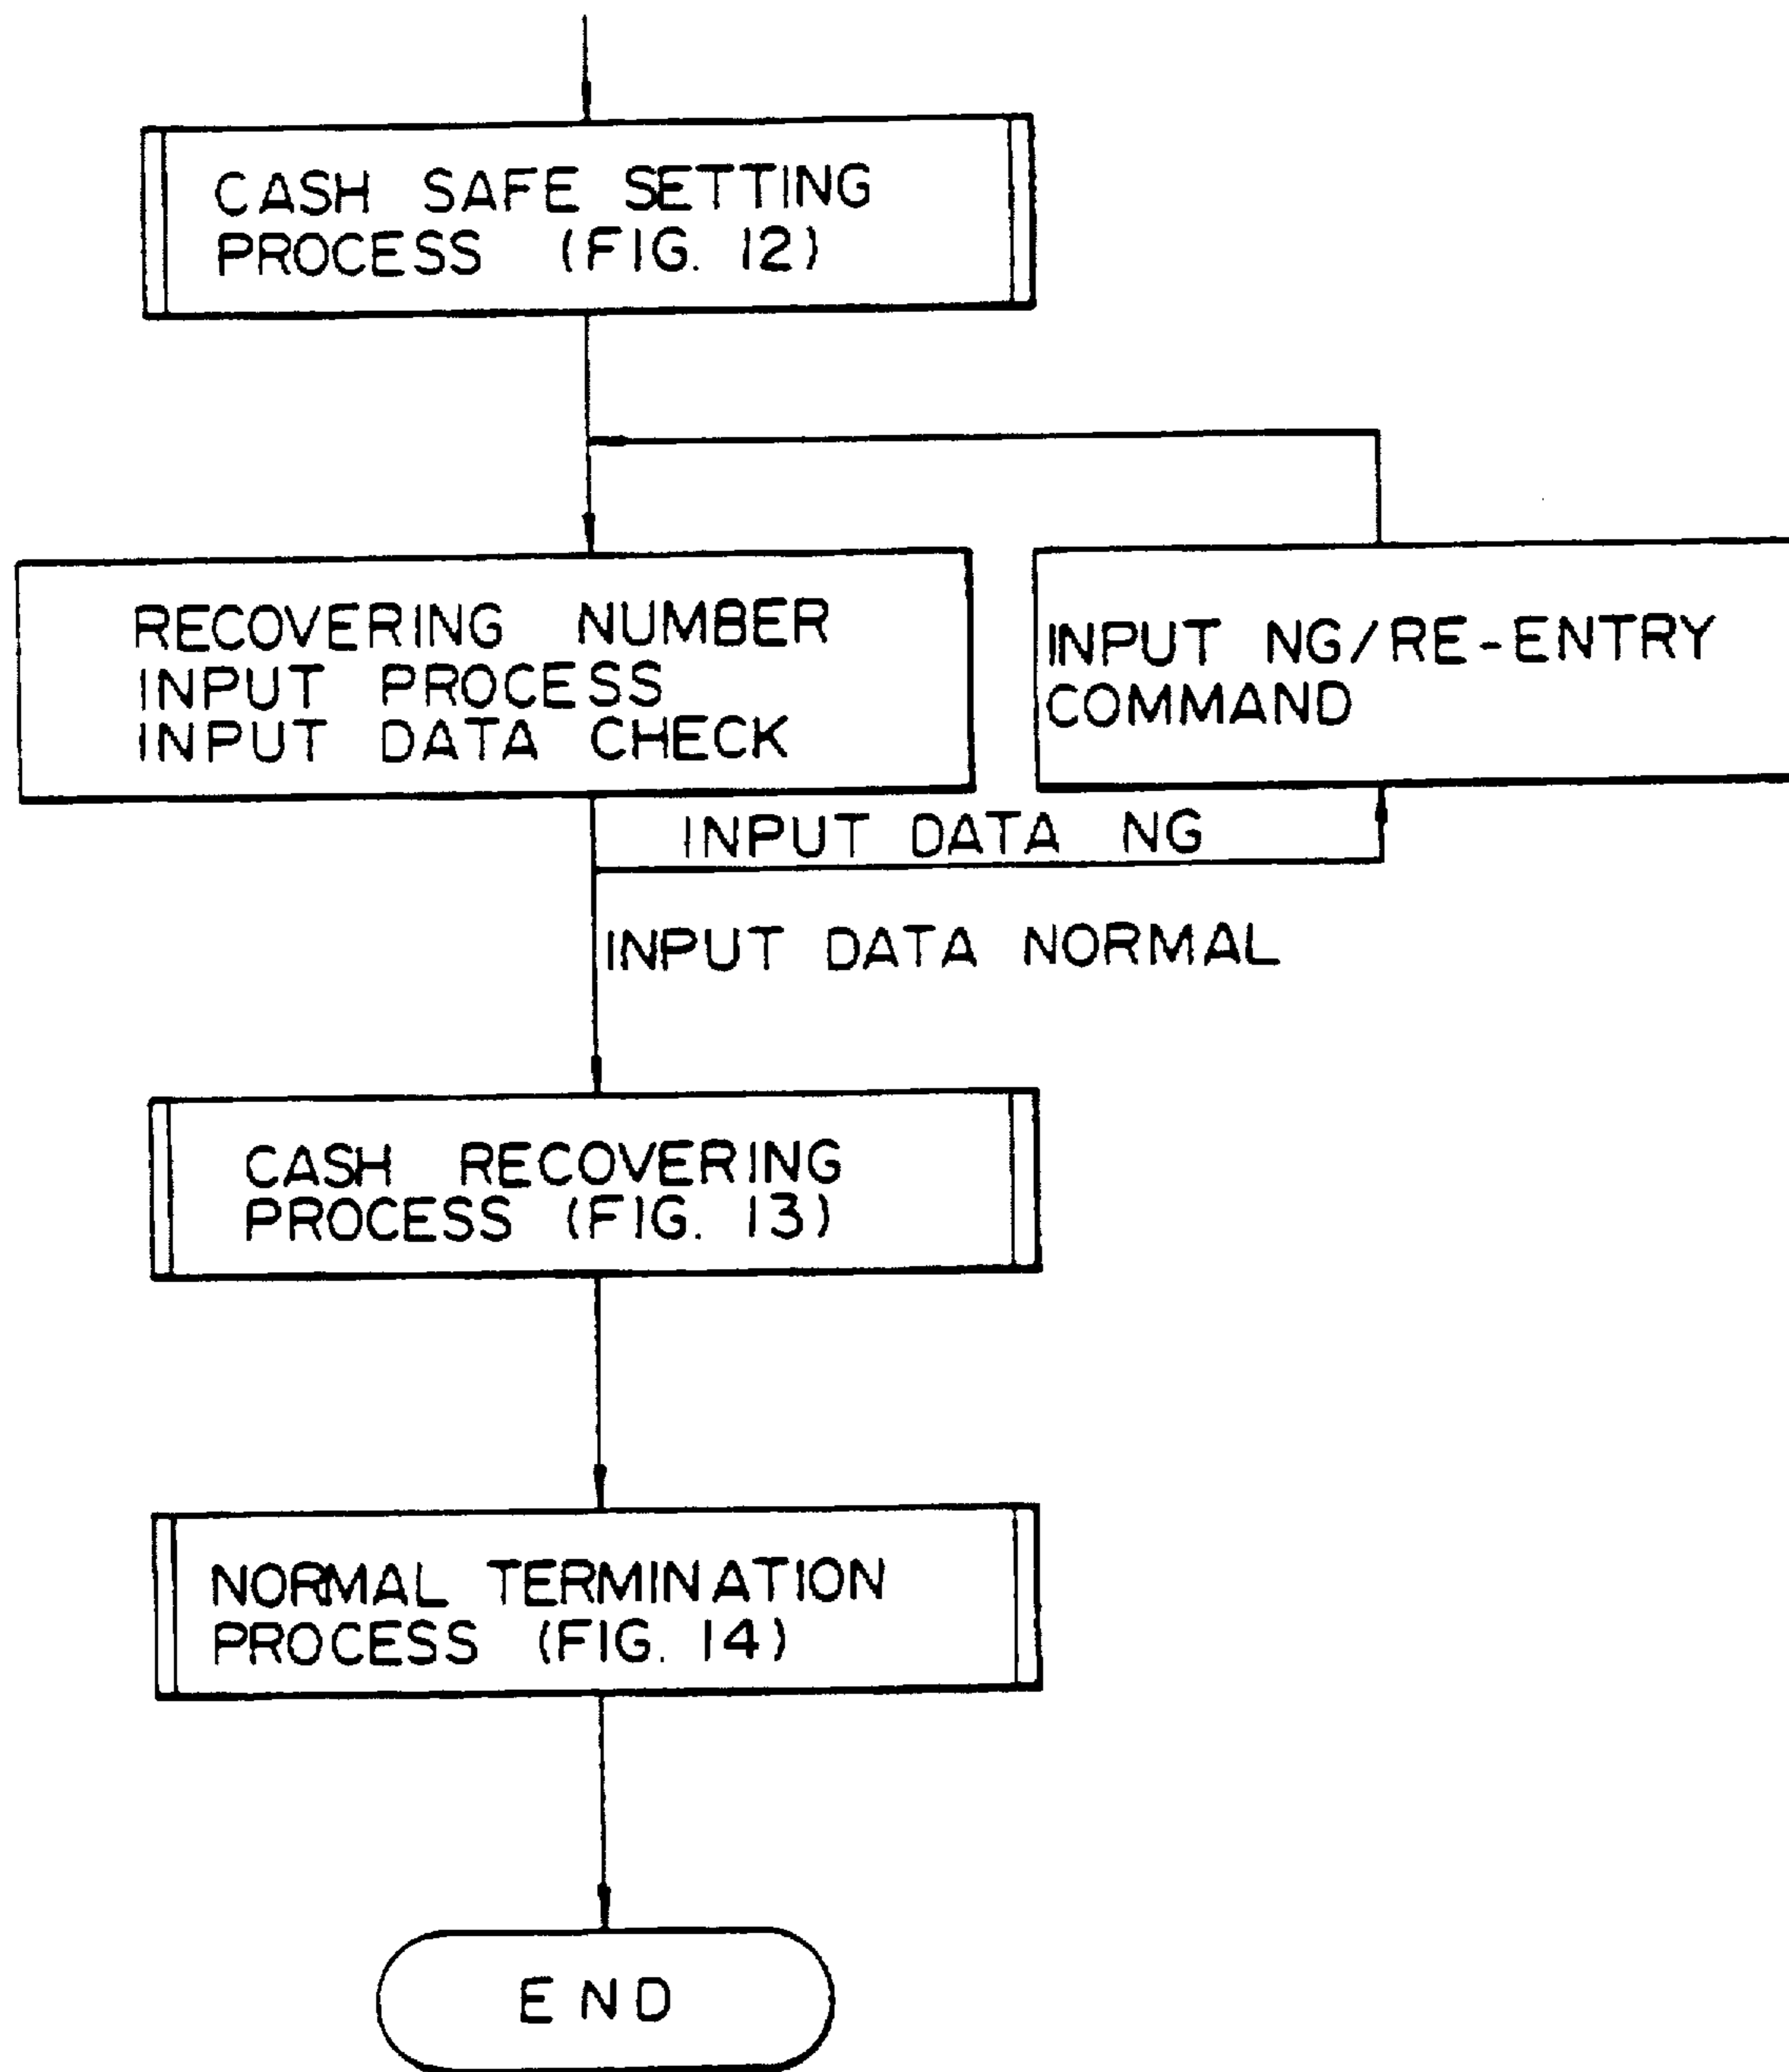 CASH SAFE SETTING
PROCESS (FIG. 12)
RECOVERING NUMBER
INPUT PROCESS
INPUT DATA CHECK
INPUT NG/RE-ENTRY
COMMAND
INPUT DATA NG
INPUT DATA NORMAL
CASH RECOVERING
PROCESS (FIG. 13)
NORMAL TERMINATION
PROCESS (FIG. 14)
END